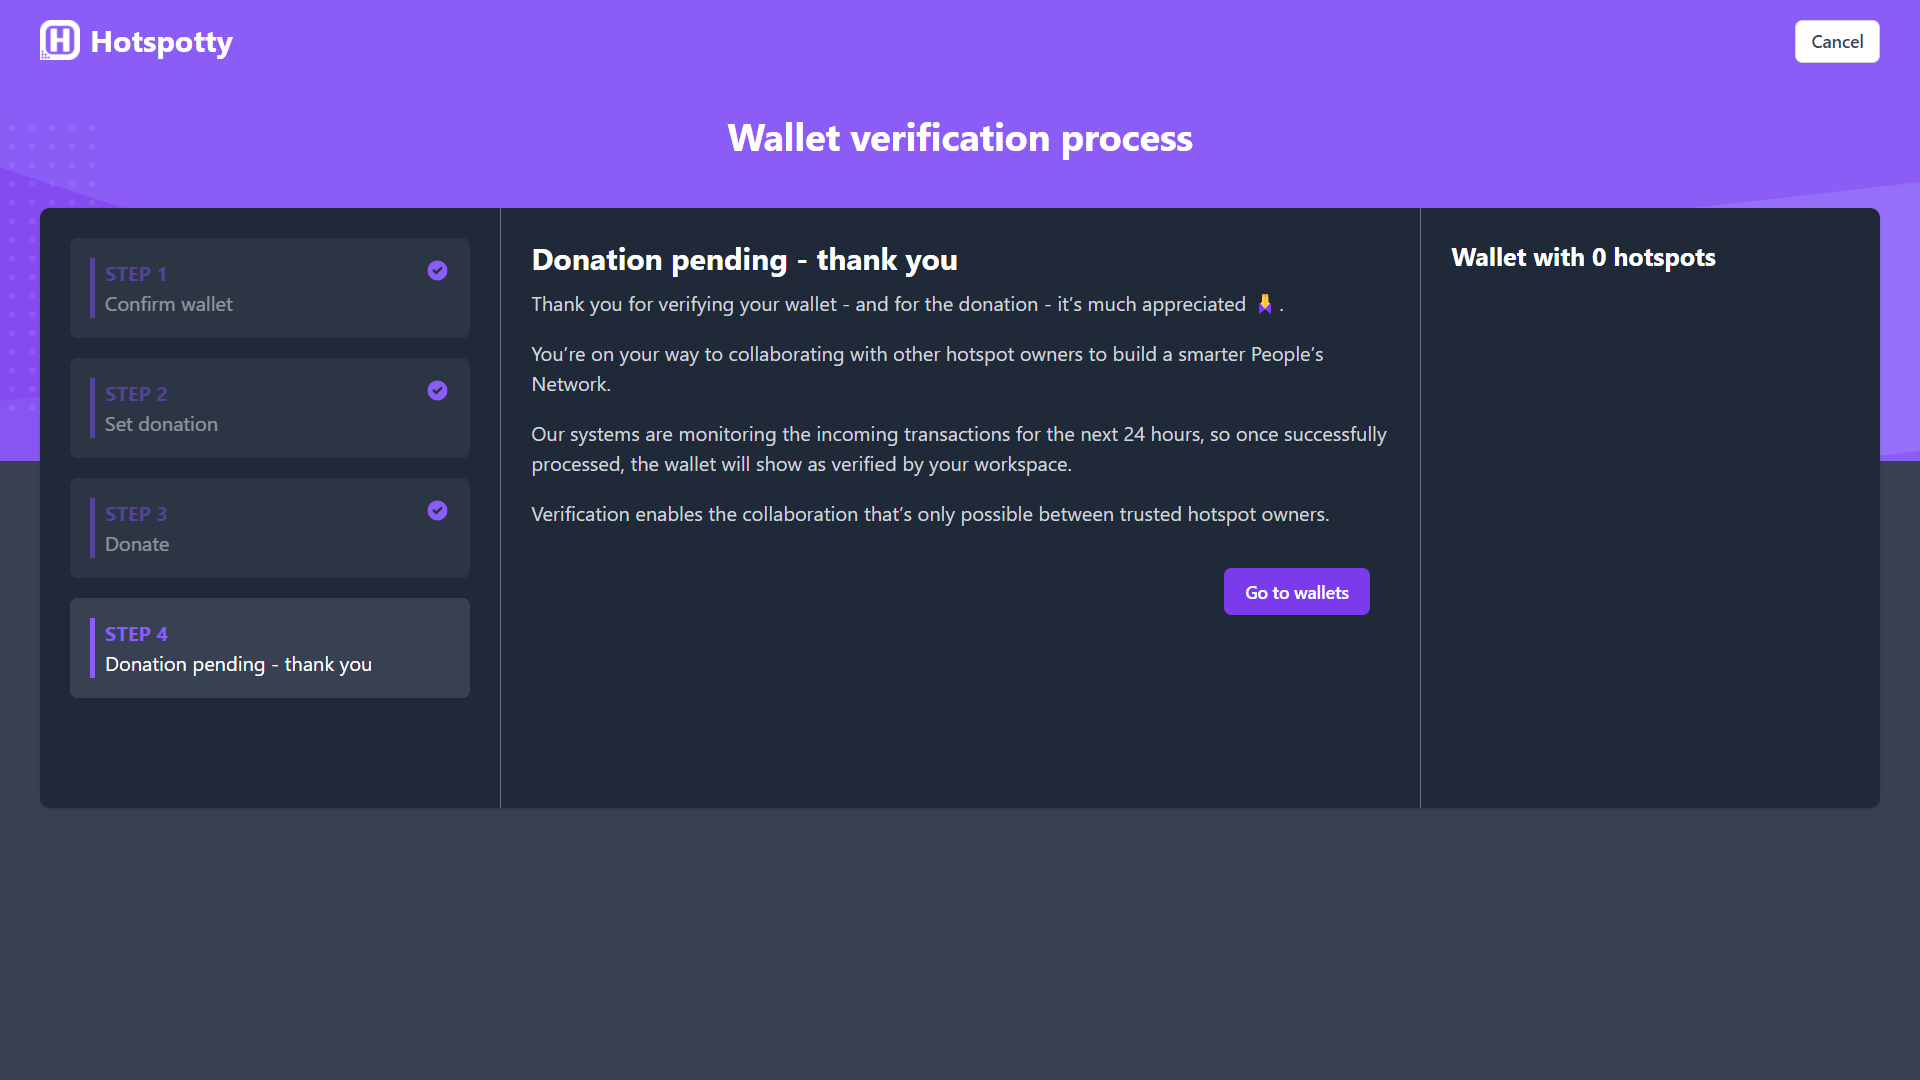 Hotspotty
Cancel
Wallet verification process
STEP 1
Confirm wallet
STEP 2
Set donation
STEP 3
Donate
STEP 4
Donation pending - thank you
Donation pending - thank you
Thank you for verifying your wallet - and for the donation - it’s much appreciated 🙏 .
You’re on your way to collaborating with other hotspot owners to build a smarter People’s
Network.
Our systems are monitoring the incoming transactions for the next 24 hours, so once successfully
processed, the wallet will show as verified by your workspace.
Verification enables the collaboration that’s only possible between trusted hotspot owners.
Go to wallets
Wallet with 0 hotspots